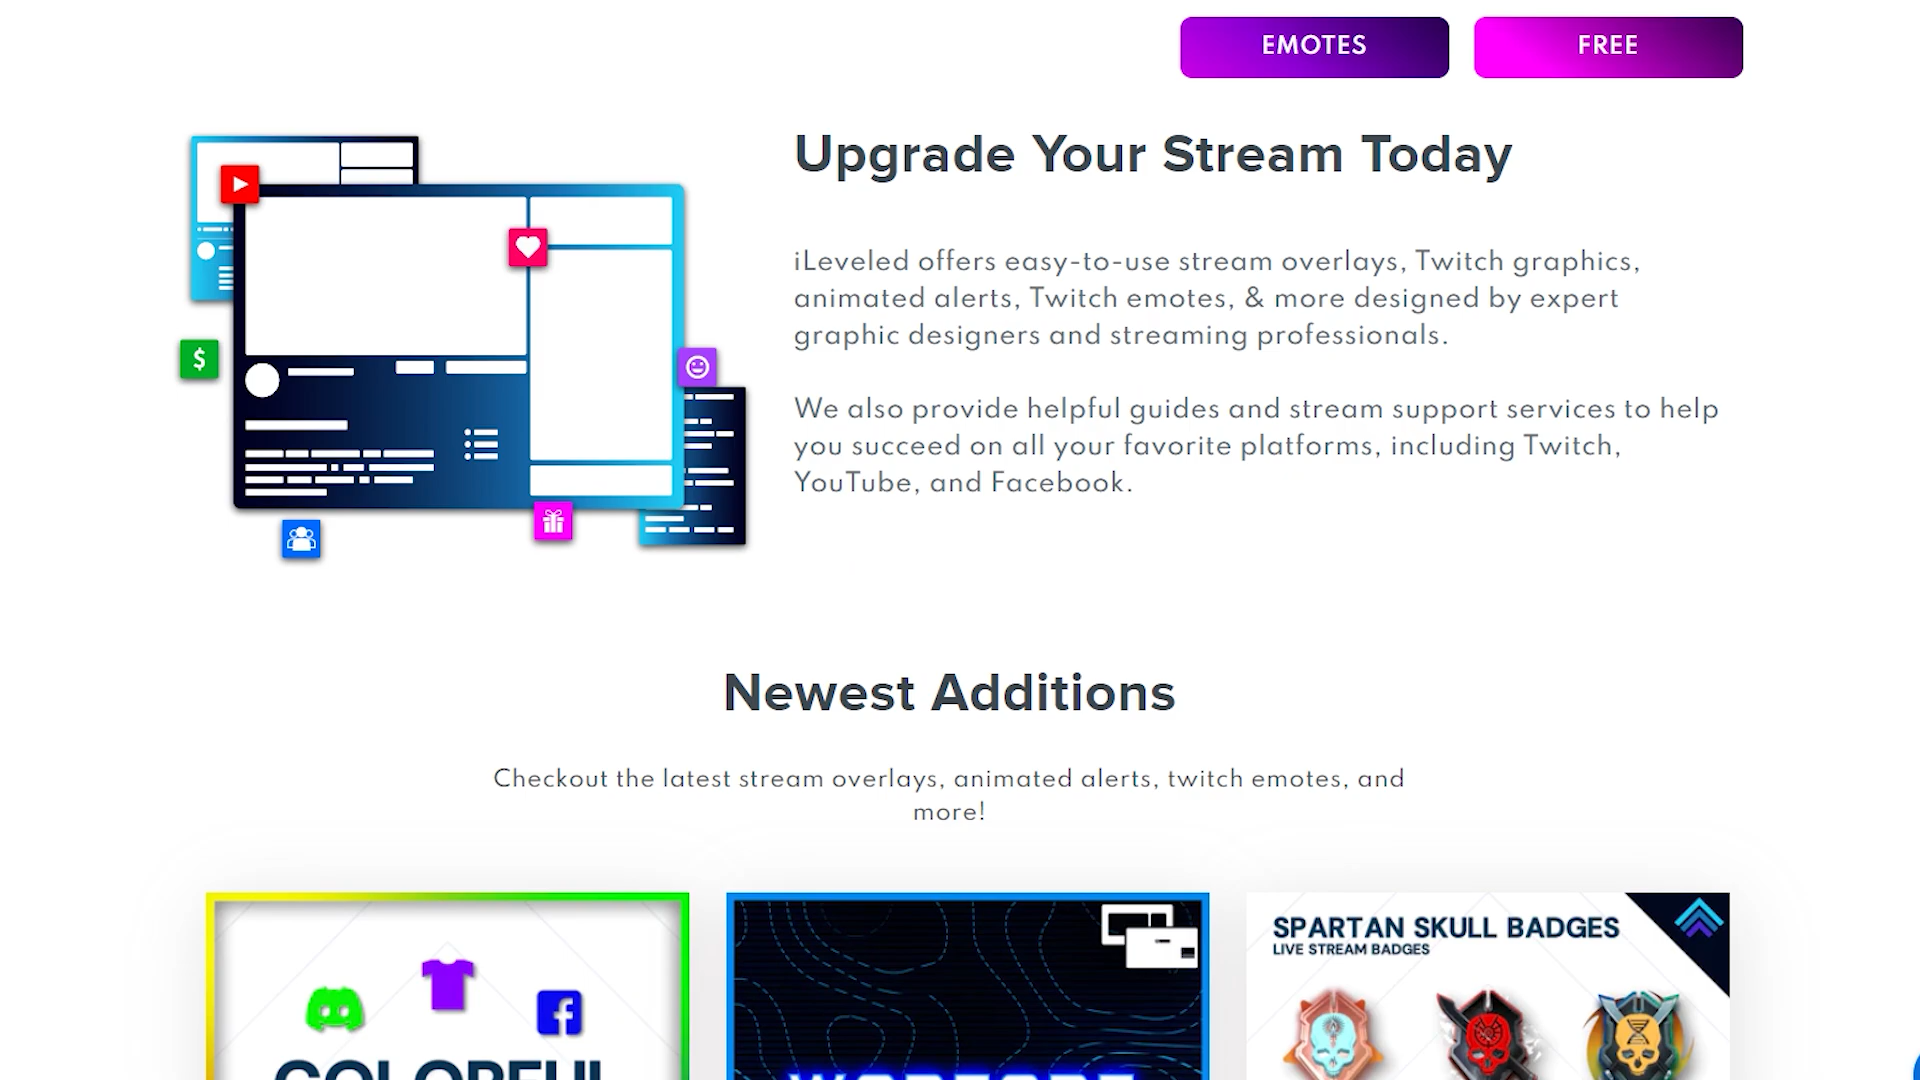 EMOTES
FREE
Upgrade Your Stream Today
iLeveled offers easy-to-use stream overlays, Twitch graphics,
animated alerts, Twitch emotes, & more designed by expert
graphic designers and streaming professionals.
We also provide helpful guides and stream support services to help
you succeed on all your favorite platforms, including Twitch,
YouTube, and Facebook.
Newest Additions
Checkout the latest stream overlays, animated alerts, twitch emotes, and
more!
SPARTAN SKULL BADGES
LIVE STREAM BADGES
COLORFUL